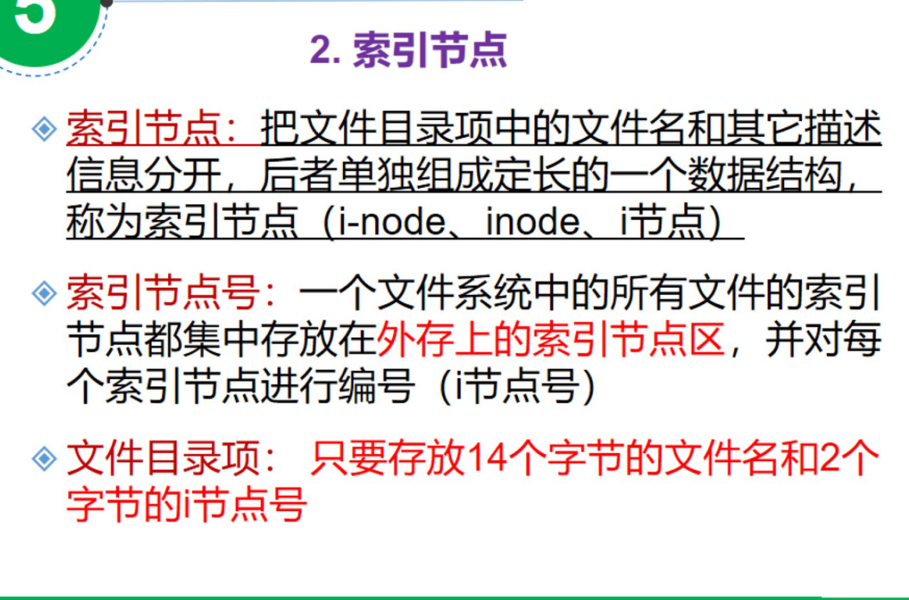 5
2. 索引节点
索引节点：把文件目录项中的文件名和其它描述
信息分开，后者单独组成定长的一个数据结构，
称为索引节点（i-node、inode、i节点）
索引节点号：一个文件系统中的所有文件的索引
节点都集中存放在外存上的索引节点区，并对每
个索引节点进行编号（i节点号）
文件目录项： 只要存放14个字节的文件名和2个
字节的i节点号